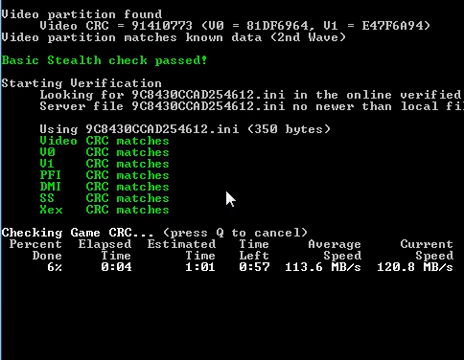 Video partition found
Video CRC = 91410773 (V0 = 81DF6964, V1 = E47F6A94)
Video partition matches known data (2nd Wave)
Basic Stealth check passed!
Starting Verification
Looking for 9C8430CCAD254612.ini in the online verified
Server file 9C8430CCAD254612.ini no newer than local fi
Using 9C8430CCAD254612.ini (350 bytes)
Video CRC matches
V0 CRC matches
V1 CRC matches
PFI CRC matches
DMI CRC matches
SS CRC matches
Xex CRC matches
Checking Game CRC... (press Q to cancel)
Percent Elapsed Estimated Time Average Current
Done Time Time Left Speed Speed
6% 0:04 1:01 0:57 113.6 MB/s 120.8 MB/s